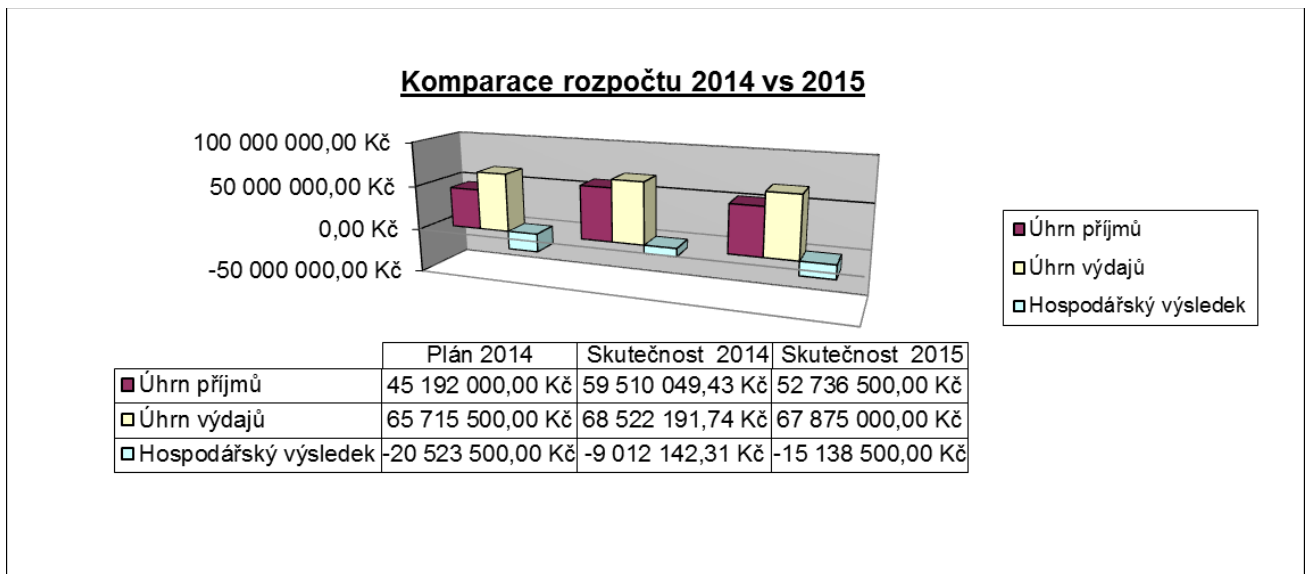 Komparace rozpočtu 2014 vs 2015
100 000 000,00 Kč
50 000 000,00 Kč
0,00 Kč
-50 000 000,00 Kč
Úhrn příjmů
Úhrn výdajů
Hospodářský výsledek
Plán 2014 Skutečnost 2014 Skutečnost 2015
Úhrn příjmů 45 192 000,00 Kč 59 510 049,43 Kč 52 736 500,00 Kč
Úhrn výdajů 65 715 500,00 Kč 68 522 191,74 Kč 67 875 000,00 Kč
Hospodářský výsledek -20 523 500,00 Kč -9 012 142,31 Kč -15 138 500,00 Kč